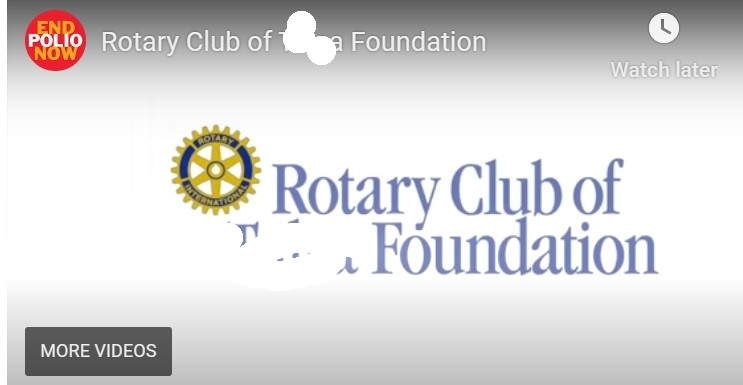 END
POLIO
NOW
Rotary Club of Foundation
Watch later
ROTARY
INTERNATIONAL
Rotary Club of
Foundation
MORE VIDEOS